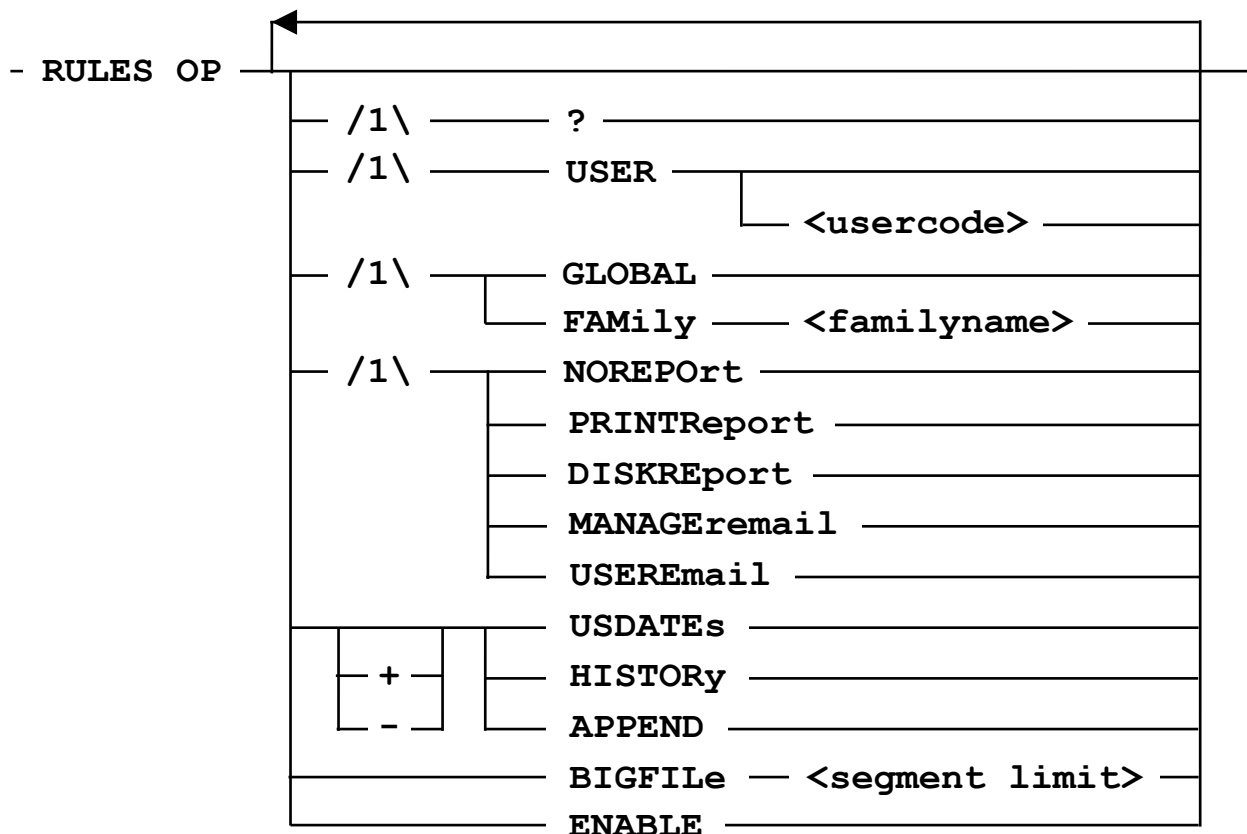 - RULES OP
/1\ ?
/1\ USER
<usercode>
/1\ GLOBAL
FAMily <familyname>
/1\ NOREPOrt
PRINTReport
DISKREport
MANAGEremail
USEREmail
USDATEs
+ HISTORy
- APPEND
BIGFILe <segment limit>
ENABLE